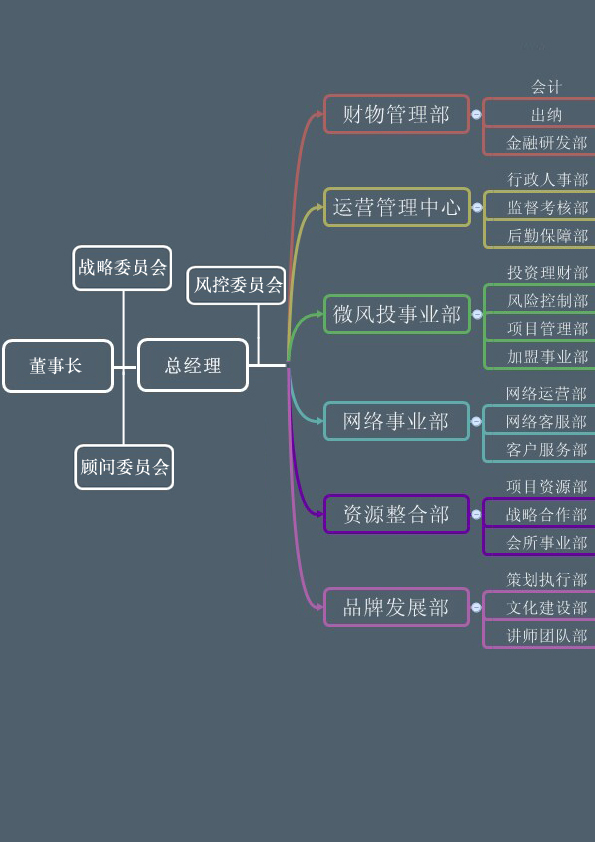 董事长
战略委员会
顾问委员会
总经理
风控委员会
财物管理部
会计
出纳
金融研发部
运营管理中心
行政人事部
监督考核部
后勤保障部
微风投事业部
投资理财部
风险控制部
项目管理部
加盟事业部
网络事业部
网络运营部
网络客服部
客户服务部
资源整合部
项目资源部
战略合作部
会所事业部
品牌发展部
策划执行部
文化建设部
讲师团队部